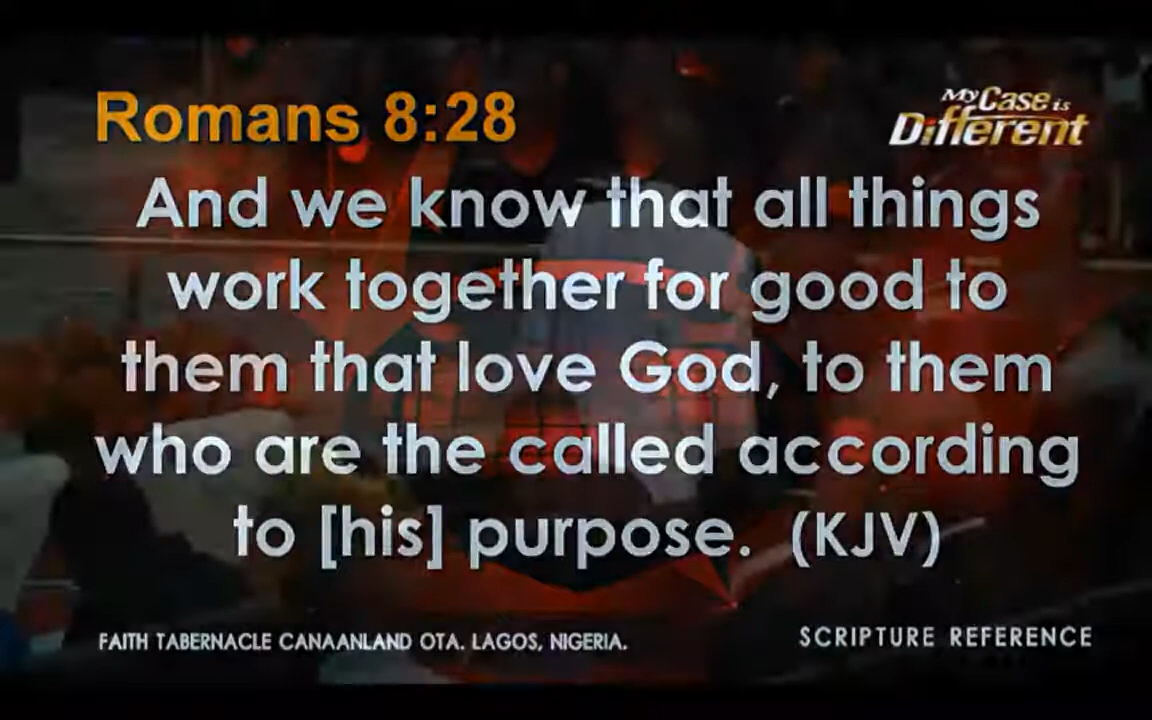 Romans 8:28
My Case is
Different
And we know that all things
work together for good to
them that love God, to them
who are the called according
to [his] purpose. (KJV)
FAITH TABERNACLE CANAANLAND OTA. LAGOS, NIGERIA.
SCRIPTURE REFERENCE